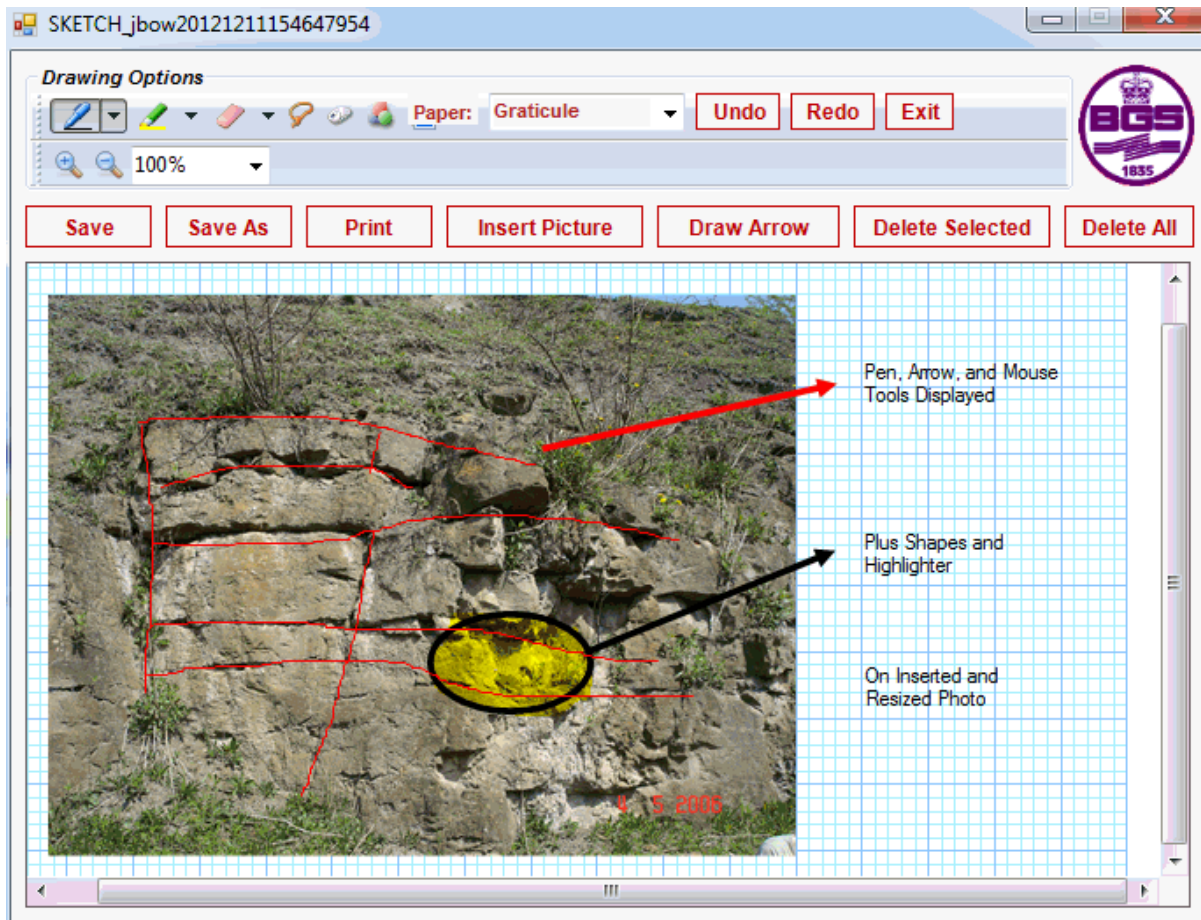 SKETCH_jbow20121211154647954
Drawing Options
Paper: Graticule Undo Redo Exit
BGS
1835
100%
Save Save As Print Insert Picture Draw Arrow Delete Selected Delete All
Pen, Arrow, and Mouse
Tools Displayed
Plus Shapes and
Highlighter
On Inserted and
Resized Photo
4 5 2006